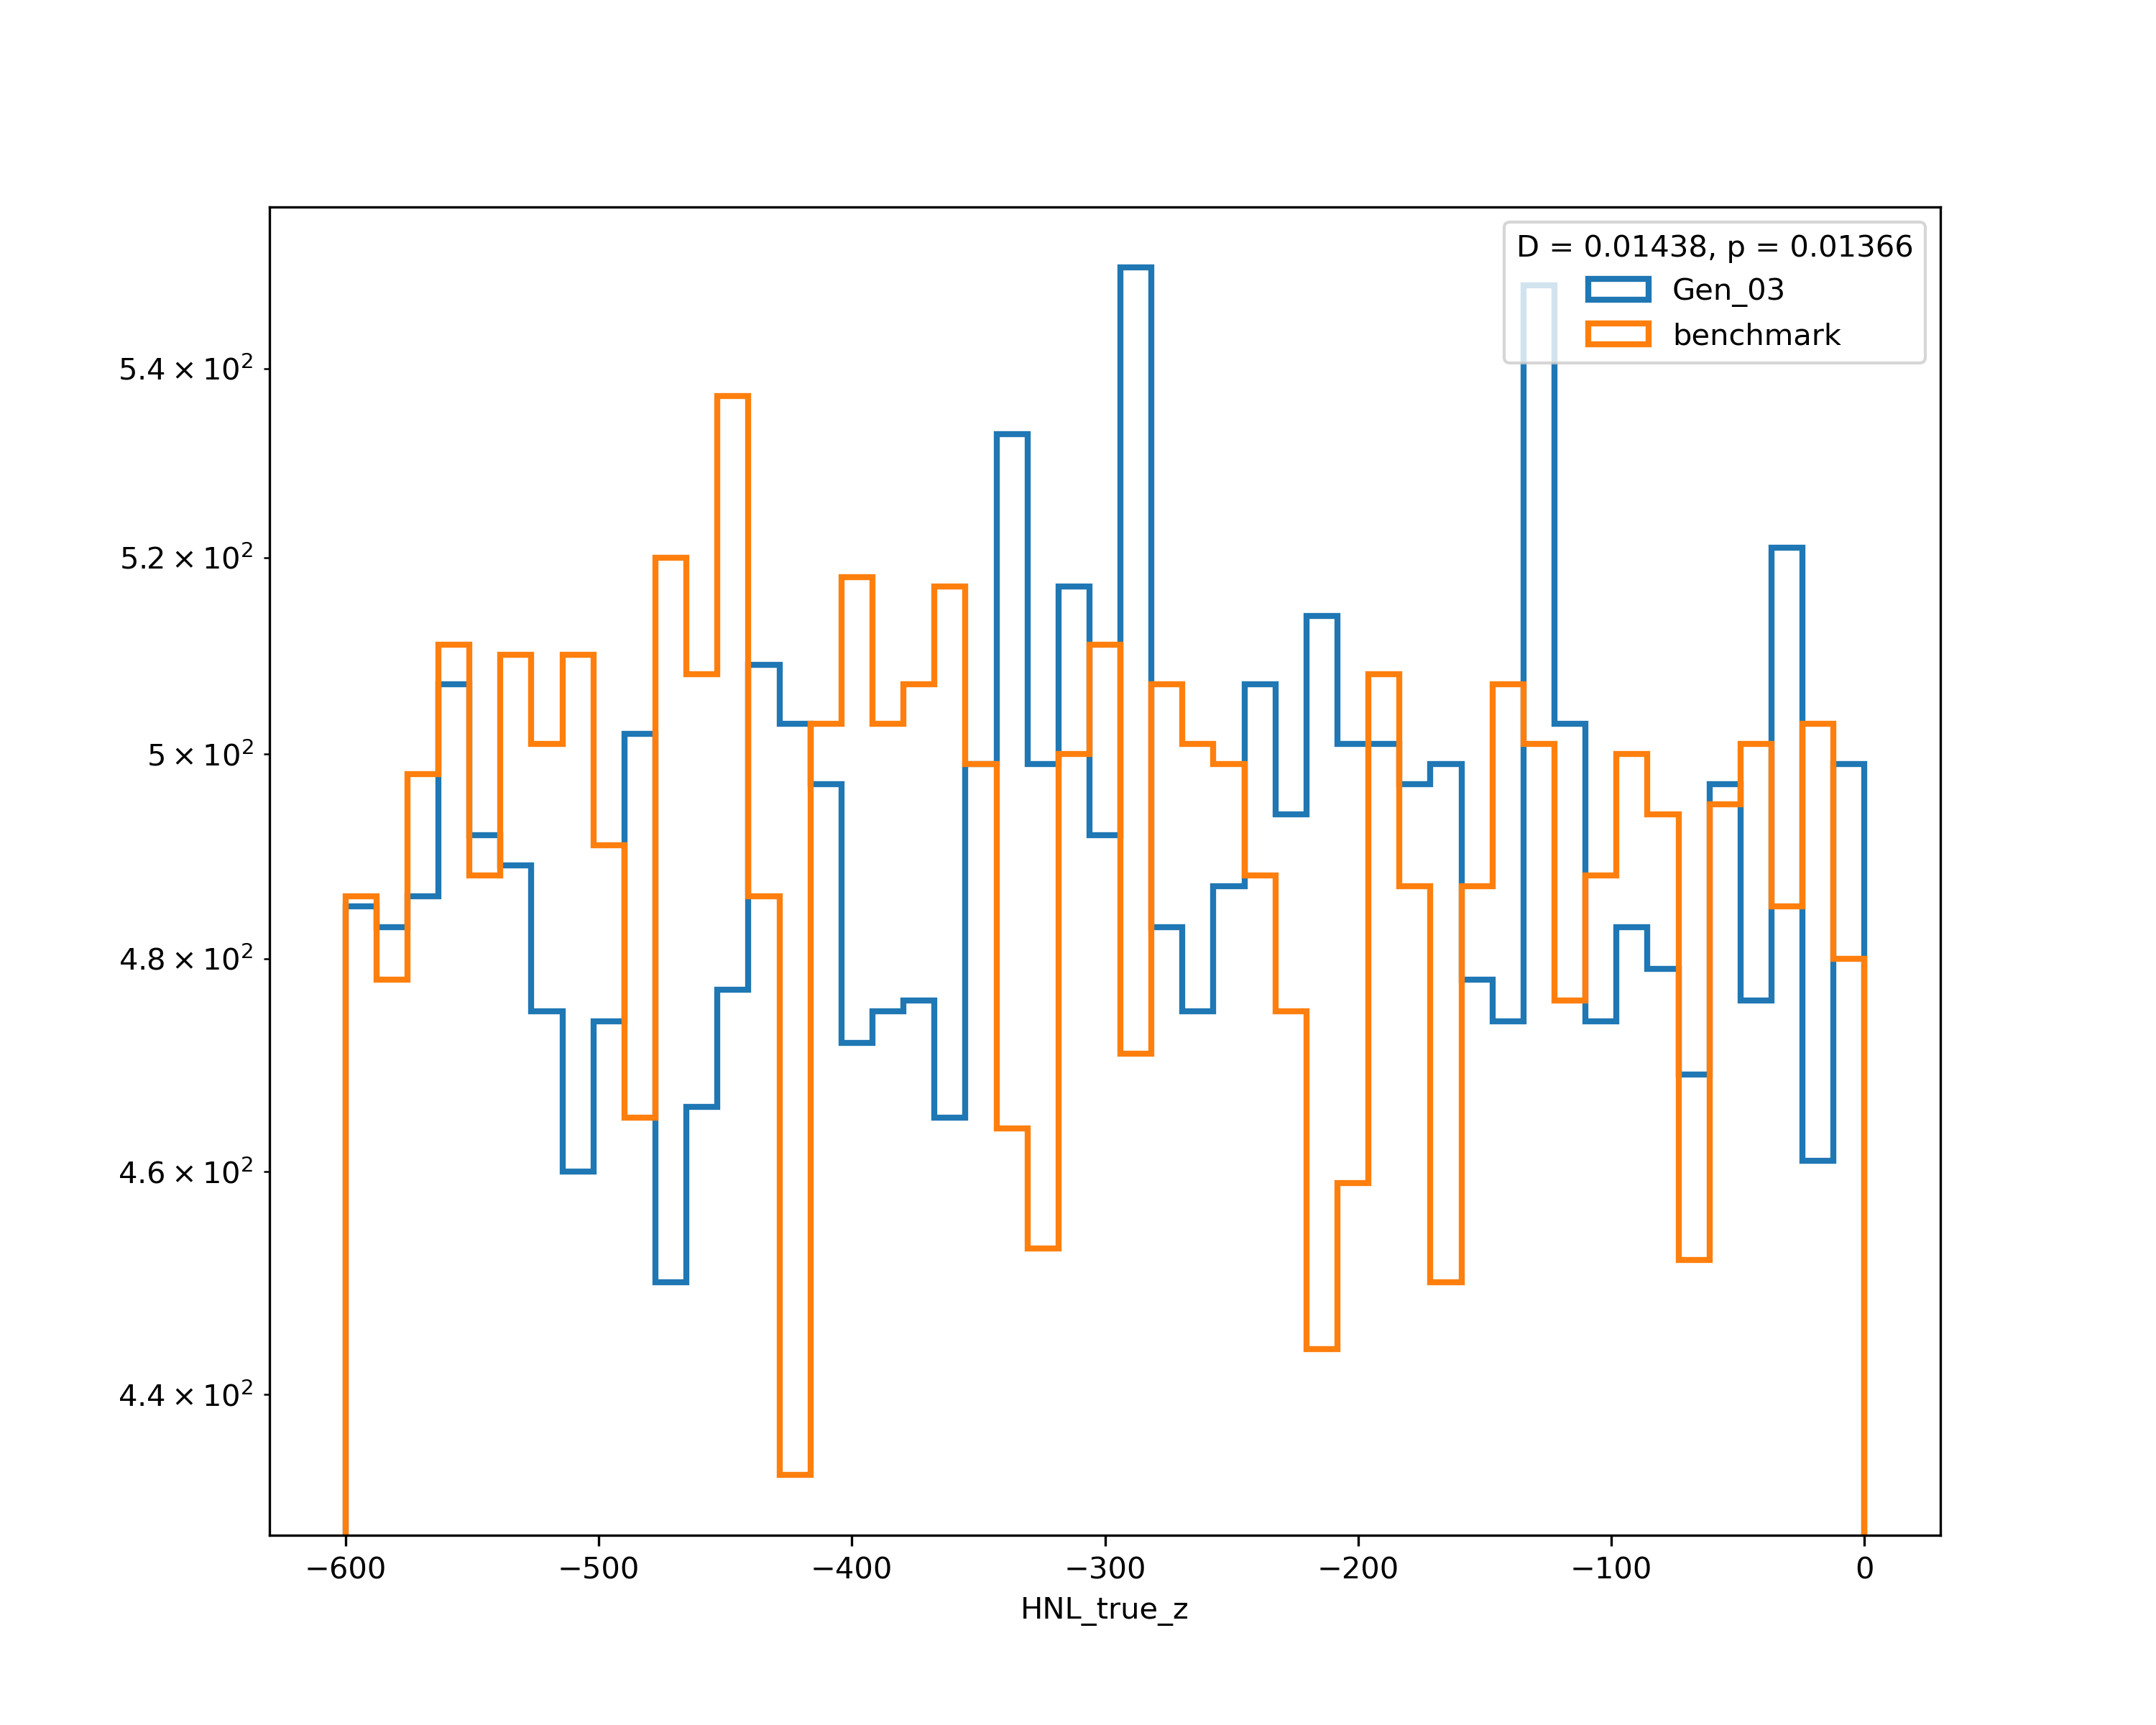 D = 0.01438, p = 0.01366
Gen_03
benchmark
5.4 × 10²
5.2 × 10²
5 × 10²
4.8 × 10²
4.6 × 10²
4.4 × 10²
−600 −500 −400 −300 −200 −100 0
HNL_true_z